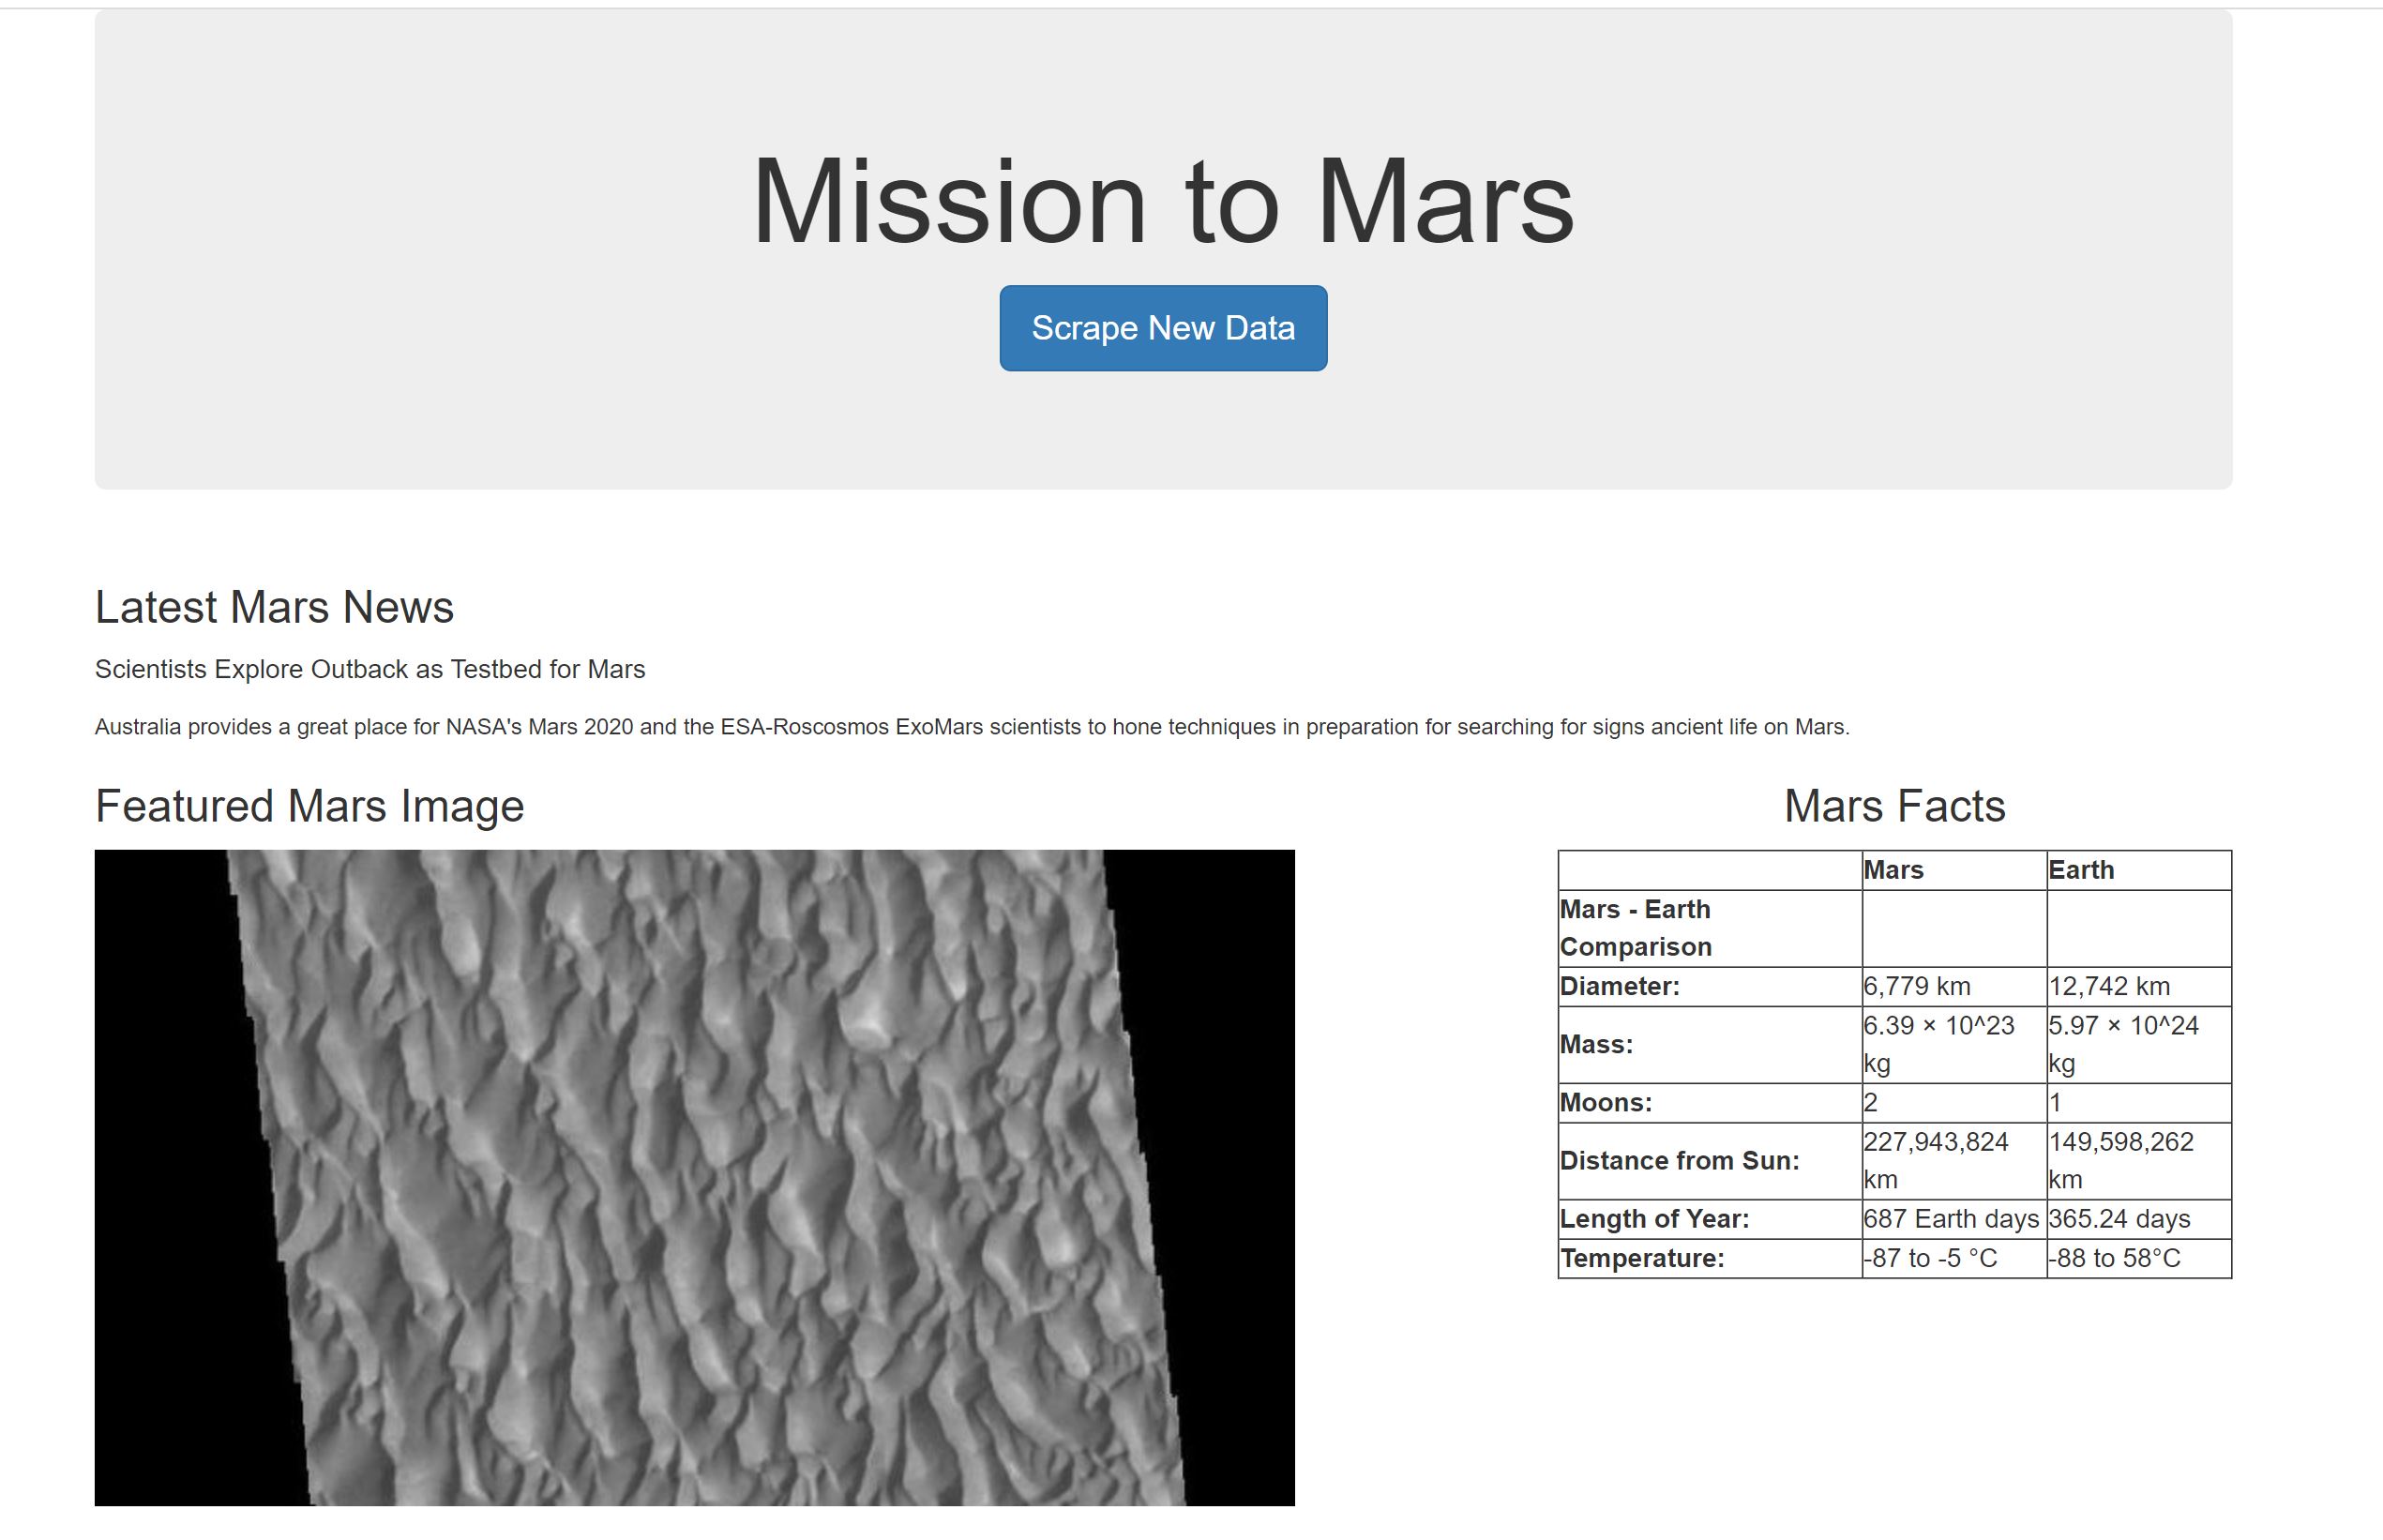 Mission to Mars
Scrape New Data
Latest Mars News
Scientists Explore Outback as Testbed for Mars
Australia provides a great place for NASA's Mars 2020 and the ESA-Roscosmos ExoMars scientists to hone techniques in preparation for searching for signs ancient life on Mars.
Featured Mars Image
Mars Facts
Mars Earth
Mars - Earth
Comparison
Diameter: 6,779 km 12,742 km
Mass: 6.39 × 10^23 kg 5.97 × 10^24 kg
Moons: 2 1
Distance from Sun: 227,943,824 km 149,598,262 km
Length of Year: 687 Earth days 365.24 days
Temperature: -87 to -5 °C -88 to 58°C